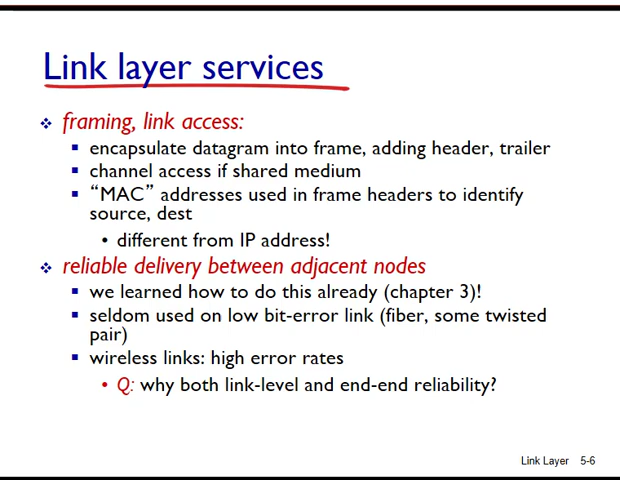 Link layer services
framing, link access:
encapsulate datagram into frame, adding header, trailer
channel access if shared medium
“MAC” addresses used in frame headers to identify
source, dest
• different from IP address!
reliable delivery between adjacent nodes
we learned how to do this already (chapter 3)!
seldom used on low bit-error link (fiber, some twisted
pair)
wireless links: high error rates
• Q: why both link-level and end-end reliability?
Link Layer 5-6